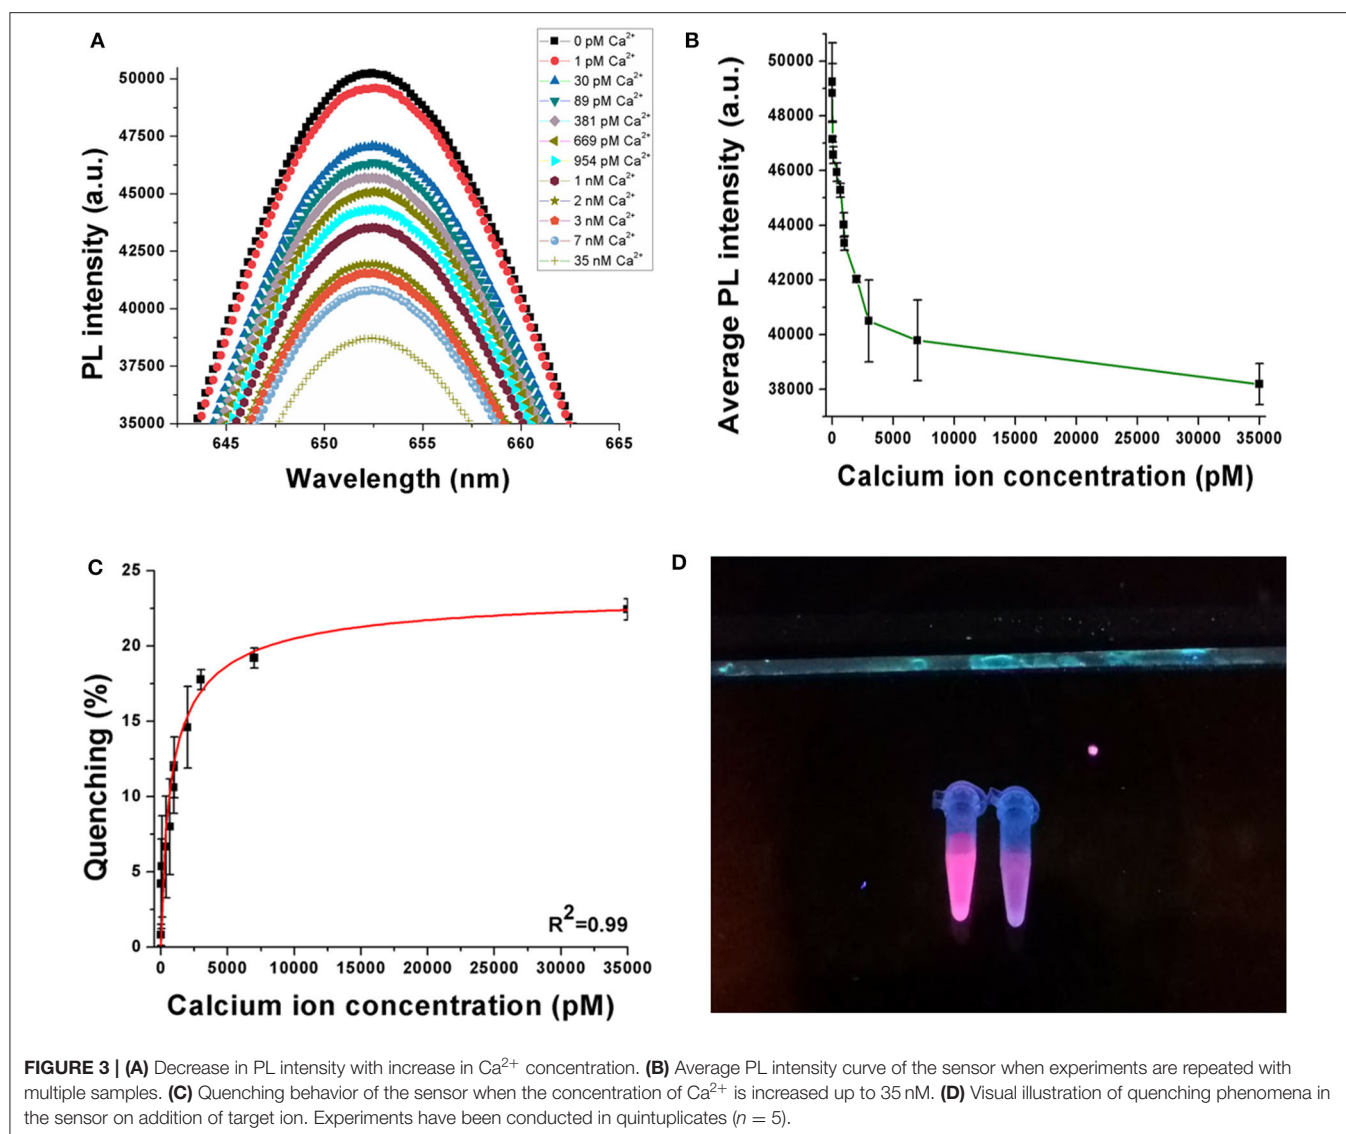 A
0 pM Ca²⁺
1 pM Ca²⁺
30 pM Ca²⁺
89 pM Ca²⁺
381 pM Ca²⁺
669 pM Ca²⁺
954 pM Ca²⁺
1 nM Ca²⁺
2 nM Ca²⁺
3 nM Ca²⁺
7 nM Ca²⁺
35 nM Ca²⁺
50000
47500
45000
42500
40000
37500
35000
PL intensity (a.u.)
645 650 655 660 665
Wavelength (nm)
B
50000
48000
46000
44000
42000
40000
38000
Average PL intensity (a.u.)
0 5000 10000 15000 20000 25000 30000 35000
Calcium ion concentration (pM)
C
25
20
15
10
5
0
Quenching (%)
R²=0.99
0 5000 10000 15000 20000 25000 30000 35000
Calcium ion concentration (pM)
D
FIGURE 3 | (A) Decrease in PL intensity with increase in Ca²⁺ concentration. (B) Average PL intensity curve of the sensor when experiments are repeated with
multiple samples. (C) Quenching behavior of the sensor when the concentration of Ca²⁺ is increased up to 35 nM. (D) Visual illustration of quenching phenomena in
the sensor on addition of target ion. Experiments have been conducted in quintuplicates (n = 5).